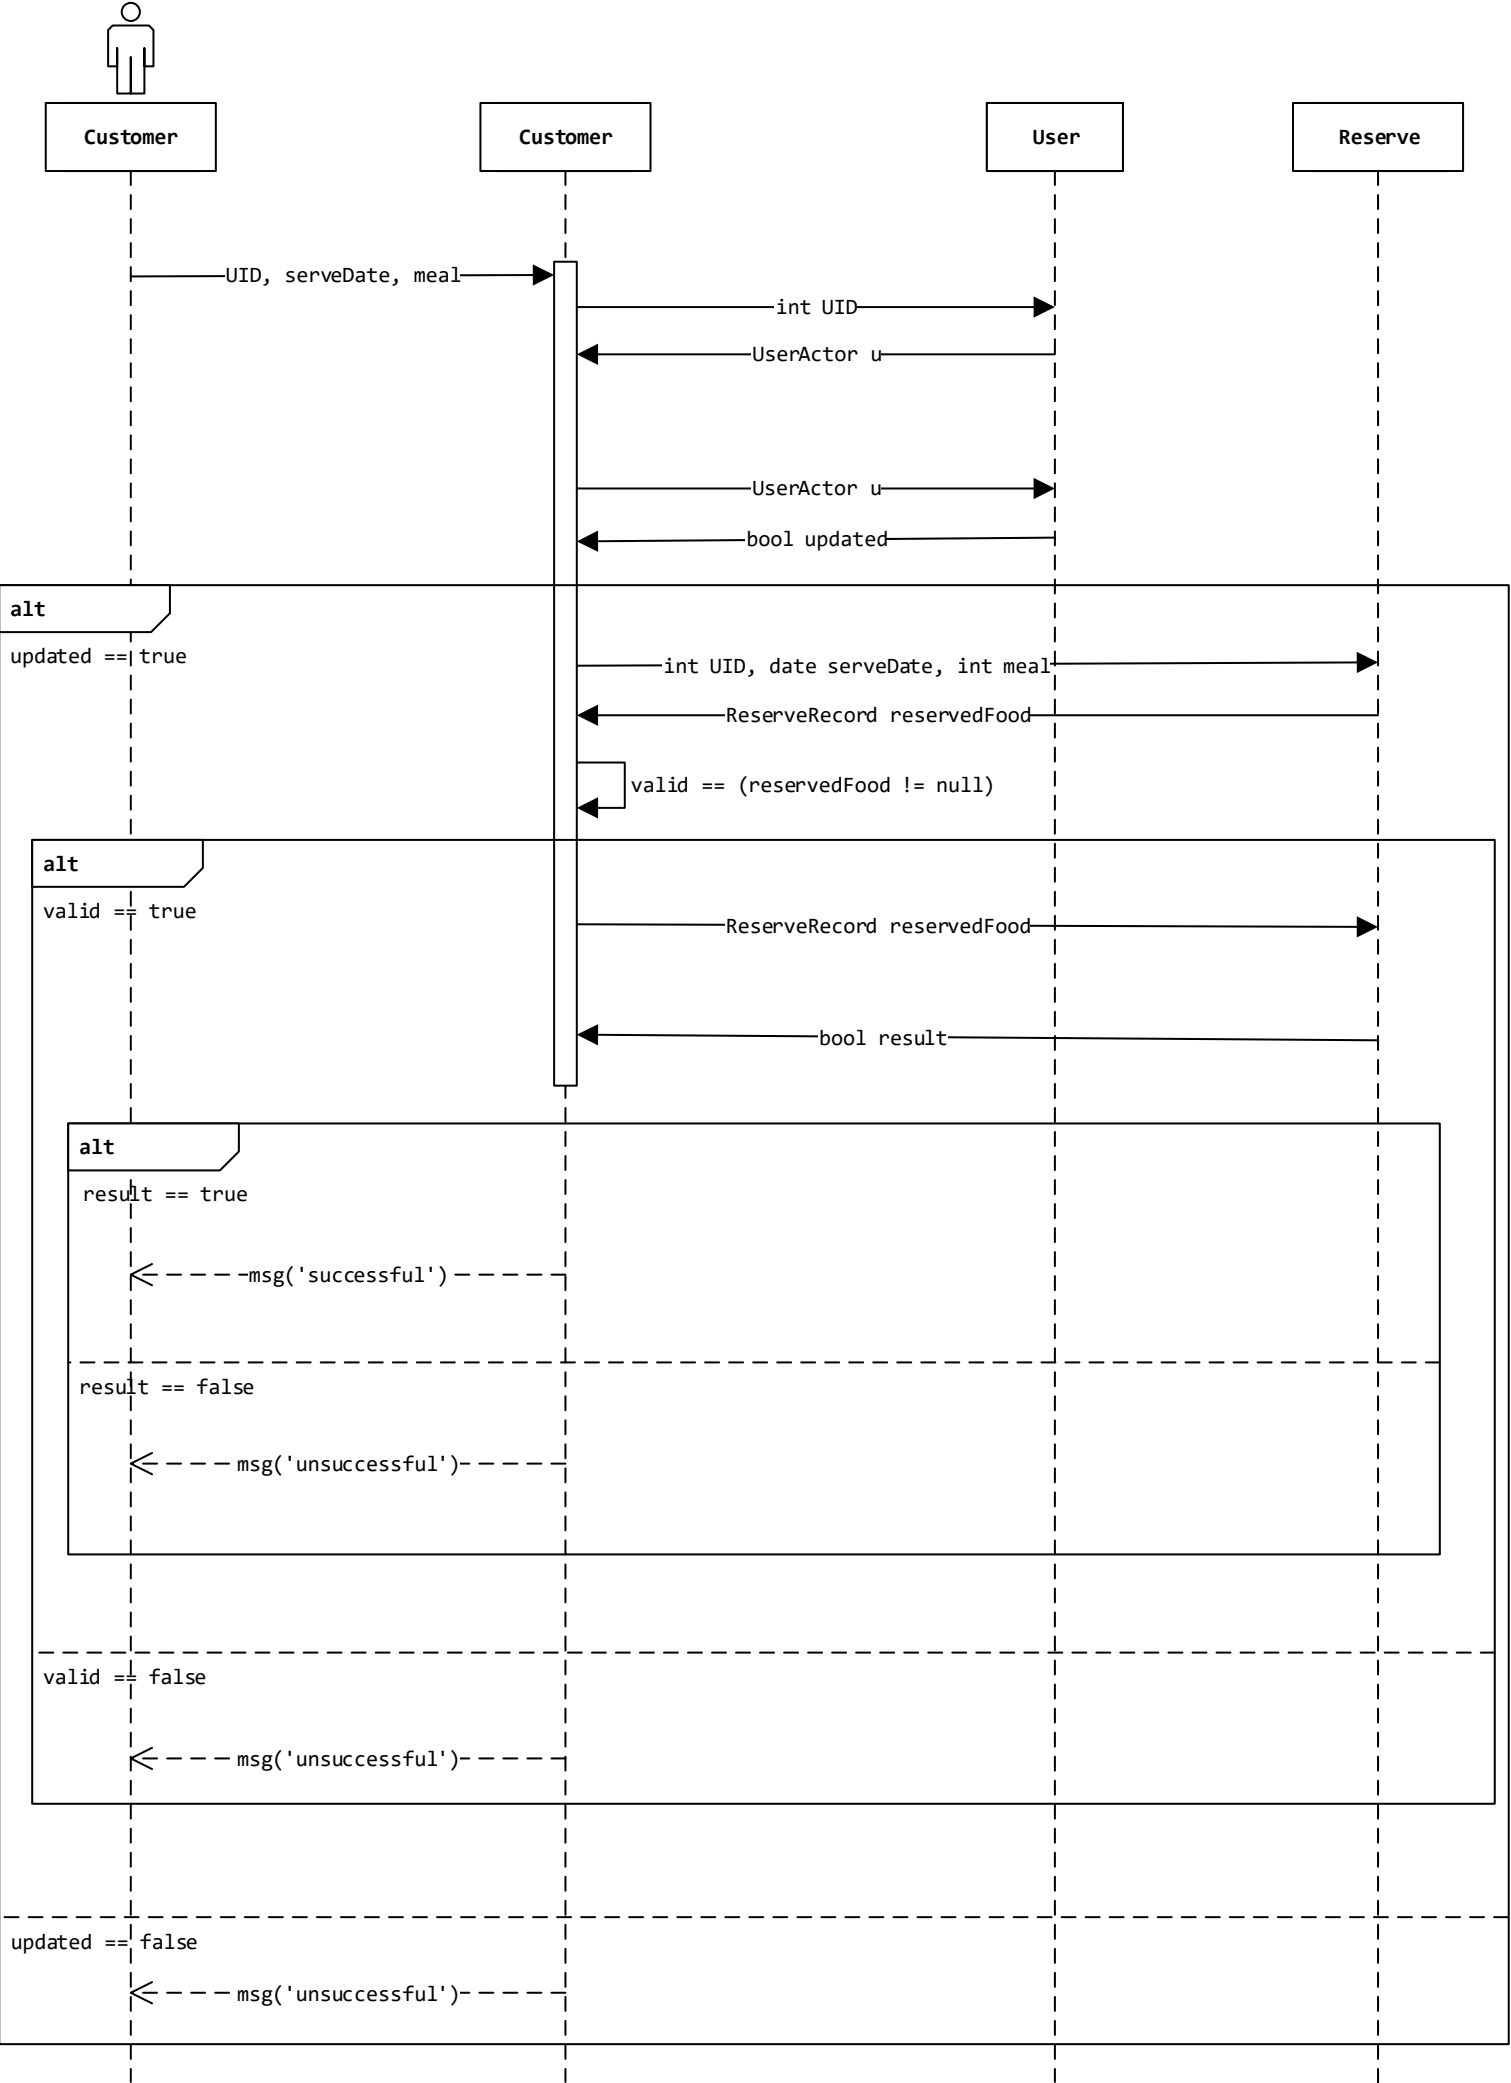 Customer
Customer
User
Reserve
UID, serveDate, meal
int UID
UserActor u
UserActor u
bool updated
alt
updated == true
int UID, date serveDate, int meal
ReserveRecord reservedFood
valid == (reservedFood != null)
alt
valid == true
ReserveRecord reservedFood
bool result
alt
result == true
msg('successful')
result == false
msg('unsuccessful')
valid == false
msg('unsuccessful')
updated == false
msg('unsuccessful')